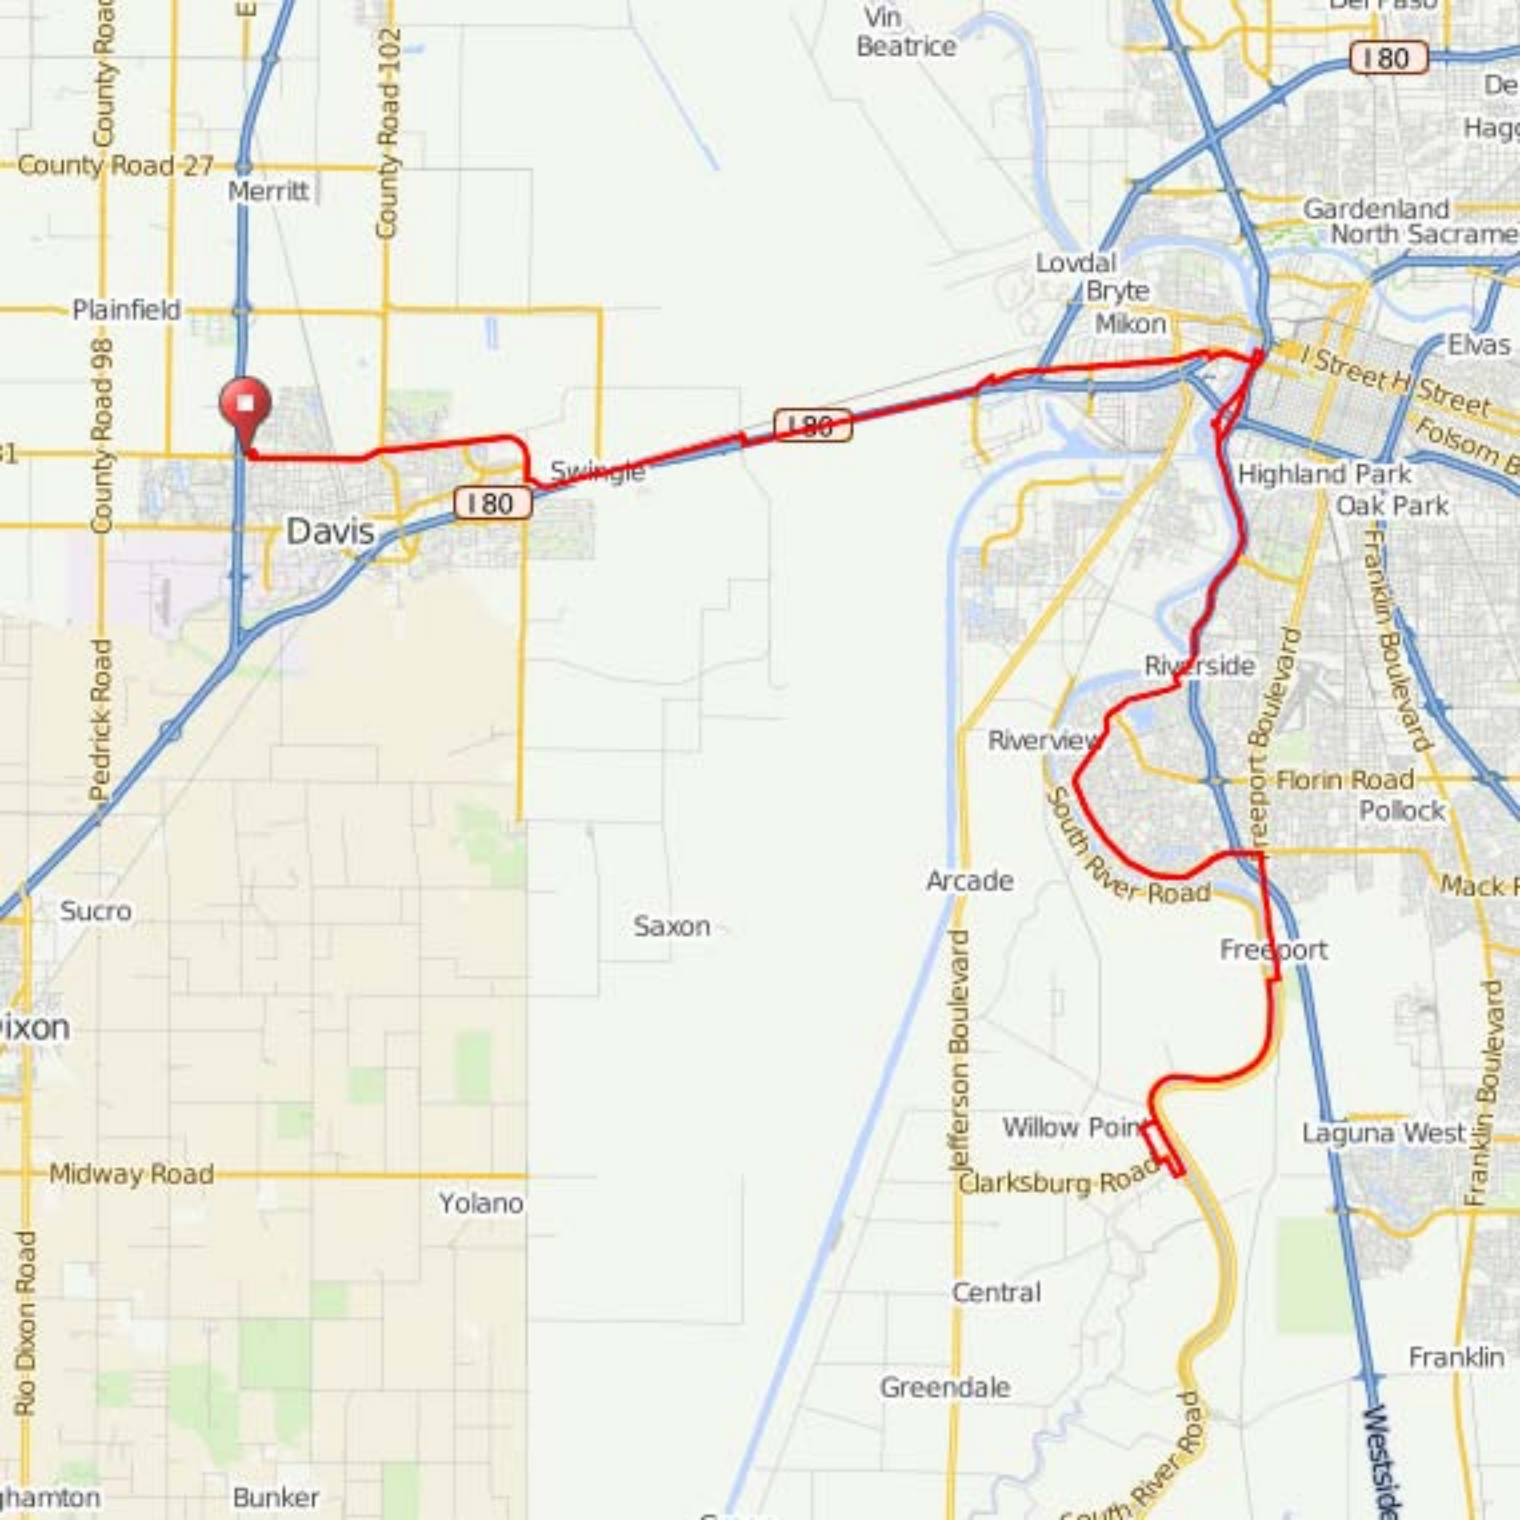 Del Paso
Vin
Beatrice
I 80
County Road
County Road 102
County Road 27
Merritt
Gardenland
North Sacrame
Lovdal
Bryte
Mikon
Plainfield
Elvas
I Street
H Street
County Road 98
Folsom B
31
I 80
Swingle
I 80
Highland Park
Oak Park
Davis
Franklin Boulevard
Pedrick Road
Riverside
Freeport Boulevard
Riverview
Florin Road
Pollock
South River Road
Arcade
Mack R
Sucro
Saxon
Freeport
Jefferson Boulevard
ixon
Franklin Boulevard
Willow Point
Laguna West
Clarksburg Road
Midway Road
Yolano
Rio Dixon Road
Central
Franklin
Greendale
South River Road
Westside
ghamton
Bunker